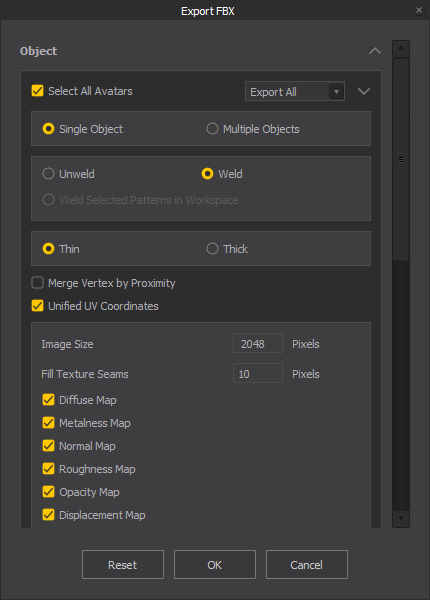 Export FBX
Object
Select All Avatars Export All
Single Object Multiple Objects
Unweld Weld
Weld Selected Patterns in Workspace
Thin Thick
Merge Vertex by Proximity
Unified UV Coordinates
Image Size 2048 Pixels
Fill Texture Seams 10 Pixels
Diffuse Map
Metalness Map
Normal Map
Roughness Map
Opacity Map
Displacement Map
Reset OK Cancel